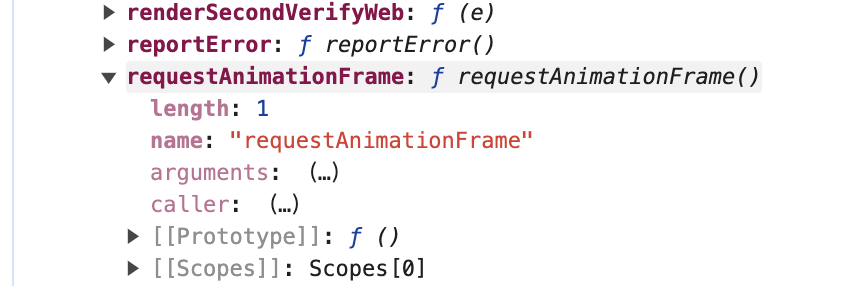 ▶ renderSecondVerifyWeb: ƒ (e)
▶ reportError: ƒ reportError()
▼ requestAnimationFrame: ƒ requestAnimationFrame()
length: 1
name: "requestAnimationFrame"
arguments: (…)
caller: (…)
▶ [[Prototype]]: ƒ ()
▶ [[Scopes]]: Scopes[0]